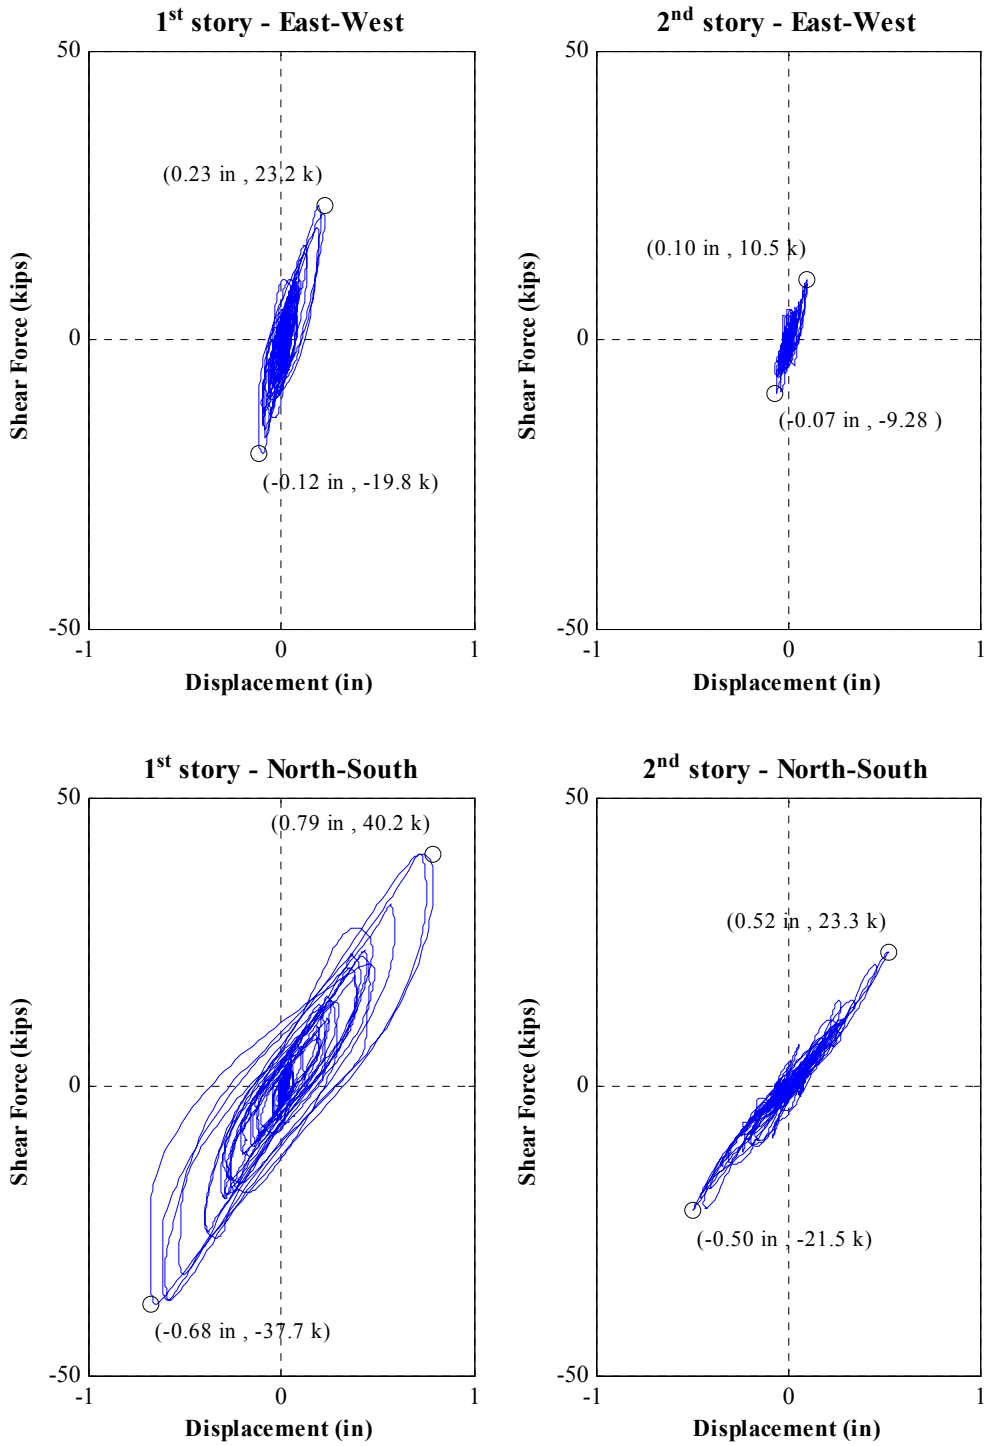 1st story - East-West
50
(0.23 in , 23.2 k)
Shear Force (kips)
0
(-0.12 in , -19.8 k)
-50
-1
0
1
Displacement (in)
2nd story - East-West
50
(0.10 in , 10.5 k)
Shear Force (kips)
0
(-0.07 in , -9.28 )
-50
-1
0
1
Displacement (in)
1st story - North-South
50
(0.79 in , 40.2 k)
Shear Force (kips)
0
(-0.68 in , -37.7 k)
-50
-1
0
1
Displacement (in)
2nd story - North-South
50
(0.52 in , 23.3 k)
Shear Force (kips)
0
(-0.50 in , -21.5 k)
-50
-1
0
1
Displacement (in)